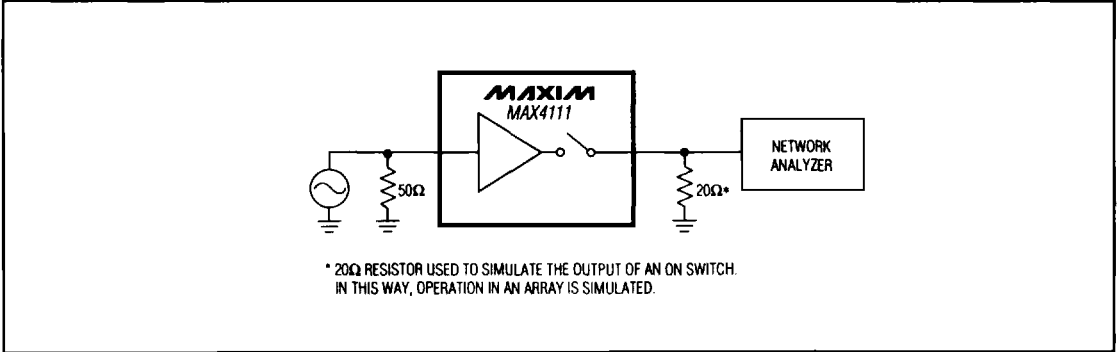 MAXIM
MAX4111
50Ω
20Ω*
NETWORK
ANALYZER
* 20Ω RESISTOR USED TO SIMULATE THE OUTPUT OF AN ON SWITCH.
IN THIS WAY, OPERATION IN AN ARRAY IS SIMULATED.